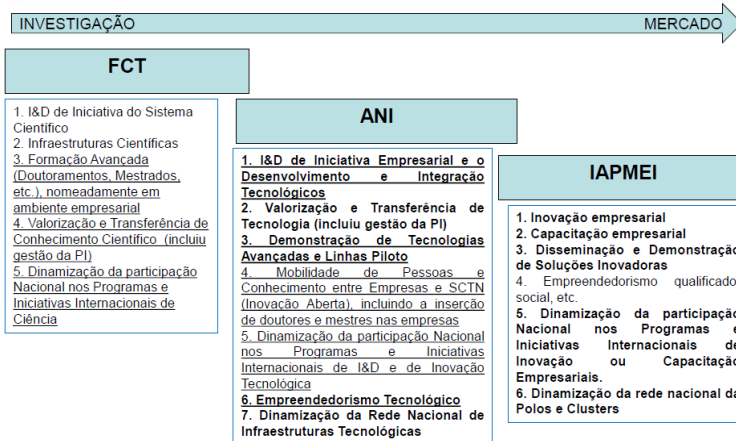 INVESTIGAÇÃO
MERCADO
FCT
1. I&D de Iniciativa do Sistema
Científico
2. Infraestruturas Científicas
3. Formação Avançada
(Doutoramentos, Mestrados,
etc.), nomeadamente em
ambiente empresarial
4. Valorização e Transferência de
Conhecimento Científico (incluiu
gestão da PI)
5. Dinamização da participação
Nacional nos Programas e
Iniciativas Internacionais de
Ciência
ANI
1. I&D de Iniciativa Empresarial e o
Desenvolvimento e Integração
Tecnológicos
2. Valorização e Transferência de
Tecnologia (incluiu gestão da PI)
3. Demonstração de Tecnologias
Avançadas e Linhas Piloto
4. Mobilidade de Pessoas e
Conhecimento entre Empresas e SCTN
(Inovação Aberta), incluindo a inserção
de doutores e mestres nas empresas
5. Dinamização da participação Nacional
nos Programas e Iniciativas
Internacionais de I&D e de Inovação
Tecnológica
6. Empreendedorismo Tecnológico
7. Dinamização da Rede Nacional de
Infraestruturas Tecnológicas
IAPMEI
1. Inovação empresarial
2. Capacitação empresarial
3. Disseminação e Demonstração
de Soluções Inovadoras
4. Empreendedorismo qualificado,
social, etc.
5. Dinamização da participação
Nacional nos Programas e
Iniciativas Internacionais de
Inovação ou Capacitação
Empresariais.
6. Dinamização da rede nacional da
Polos e Clusters